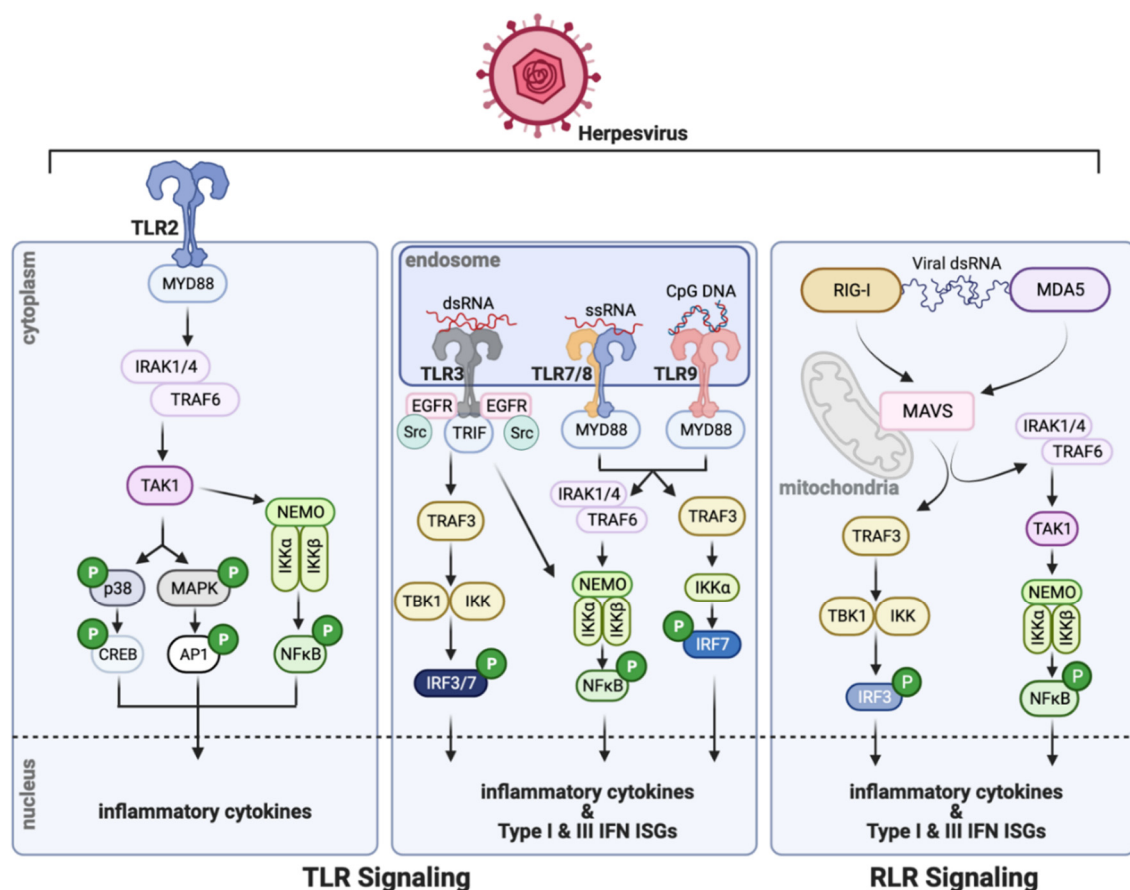 Herpesvirus
TLR2
cytoplasm
MYD88
IRAK1/4
TRAF6
TAK1
NEMO
IKKα
IKKβ
P
p38
MAPK
P
P
CREB
AP1
P
NFκB
P
nucleus
inflammatory cytokines
endosome
dsRNA
ssRNA
CpG DNA
TLR3
TLR7/8
TLR9
EGFR
EGFR
Src
TRIF
Src
MYD88
MYD88
TRAF3
IRAK1/4
TRAF6
TRAF3
TBK1
IKK
NEMO
IKKα
IKKβ
IKKα
P
IRF7
IRF3/7
P
NFκB
P
inflammatory cytokines
&
Type I & III IFN ISGs
RIG-I
Viral dsRNA
MDA5
MAVS
mitochondria
IRAK1/4
TRAF6
TRAF3
TAK1
TBK1
IKK
NEMO
IKKα
IKKβ
IRF3
P
NFκB
P
inflammatory cytokines
&
Type I & III IFN ISGs
TLR Signaling
RLR Signaling